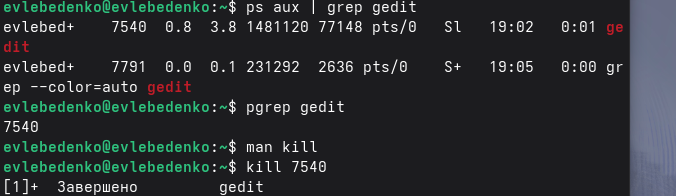 evlebedenko@evlebedenko:~$ ps aux | grep gedit
evlebed+    7540  0.8  3.8 1481120 77148 pts/0   Sl   19:02   0:01 ge
dit
evlebed+    7791  0.0  0.1 231292  2636 pts/0    S+   19:05   0:00 gr
ep --color=auto gedit
evlebedenko@evlebedenko:~$ pgrep gedit
7540
evlebedenko@evlebedenko:~$ man kill
evlebedenko@evlebedenko:~$ kill 7540
[1]+  Завершено        gedit